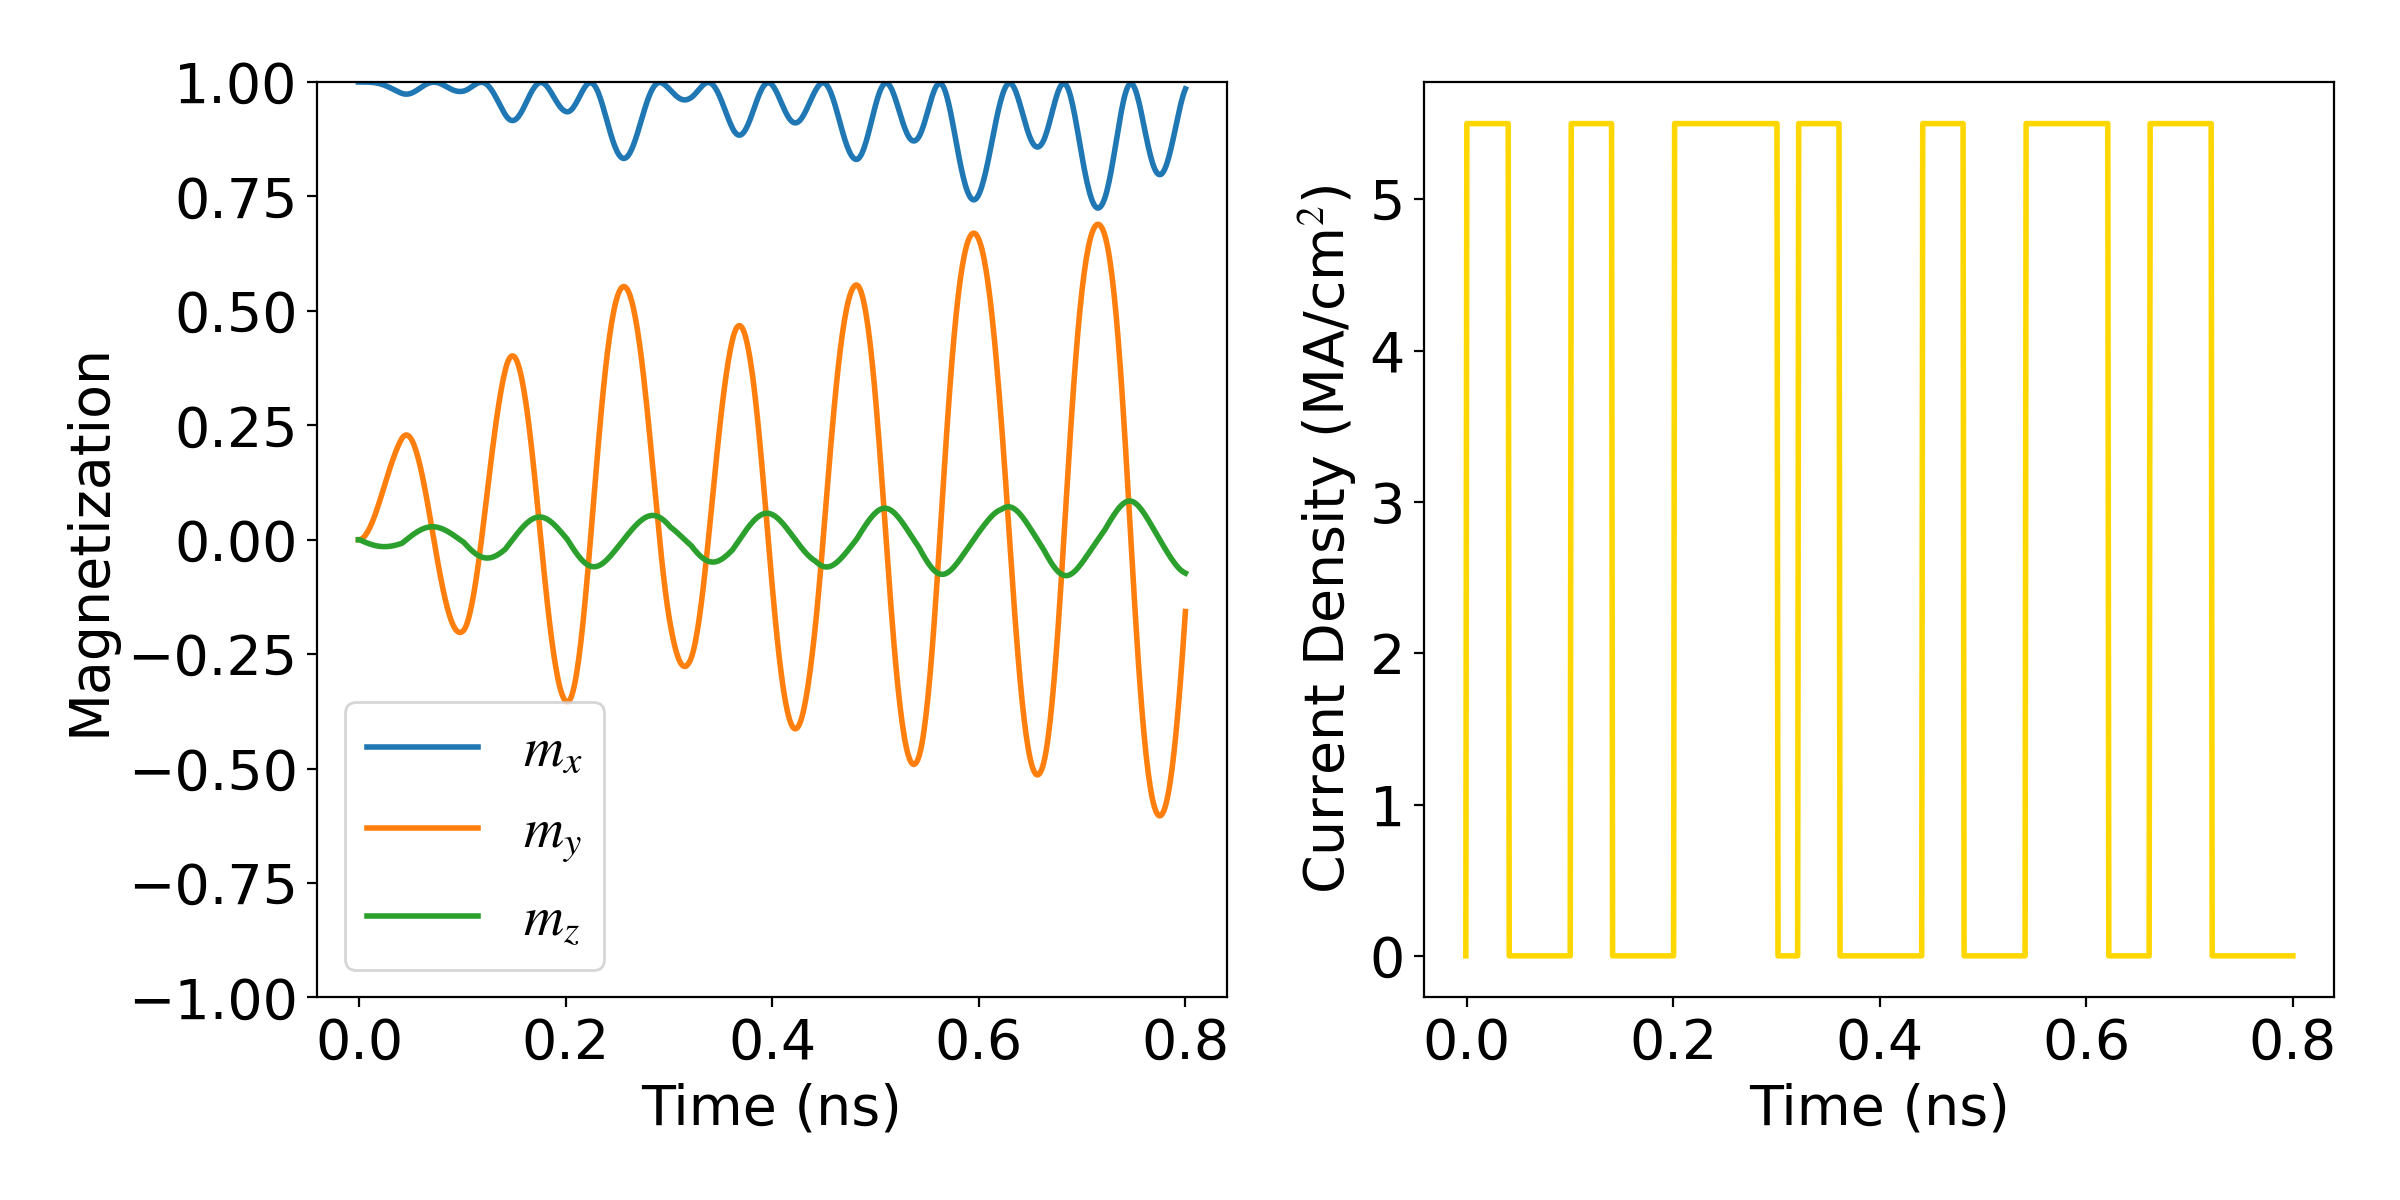 1.00
0.75
0.50
0.25
0.00
−0.25
−0.50
−0.75
−1.00
Magnetization
m_x
m_y
m_z
0.0 0.2 0.4 0.6 0.8
Time (ns)
5
4
3
2
1
0
Current Density (MA/cm²)
0.0 0.2 0.4 0.6 0.8
Time (ns)